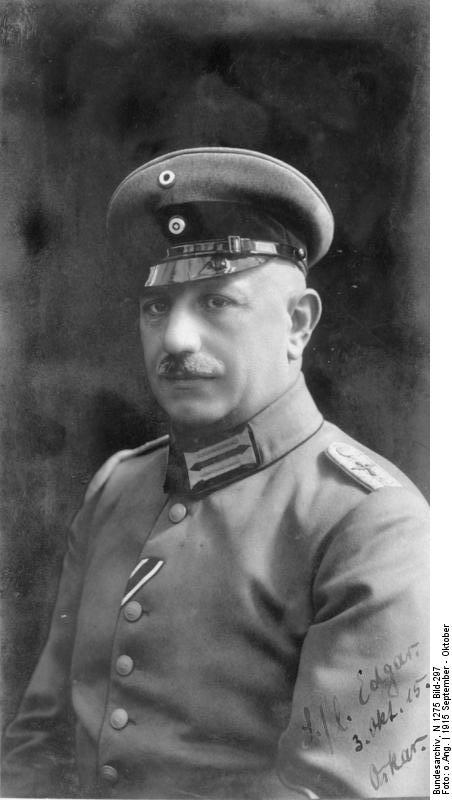 S./l. Edgar.
3. Okt. 15.
Oskar.
Bundesarchiv, N 1275 Bild-297
Foto: o.Ang. | 1915 September - Oktober